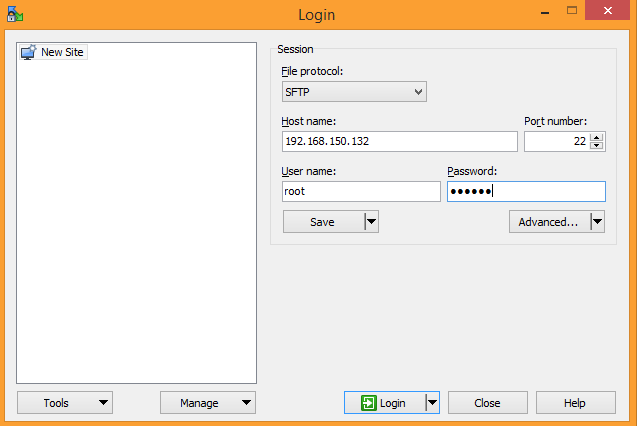 Login
New Site
Session
File protocol:
SFTP
Host name:
Port number:
192.168.150.132
22
User name:
Password:
root
••••••
Save
Advanced...
Tools
Manage
Login
Close
Help